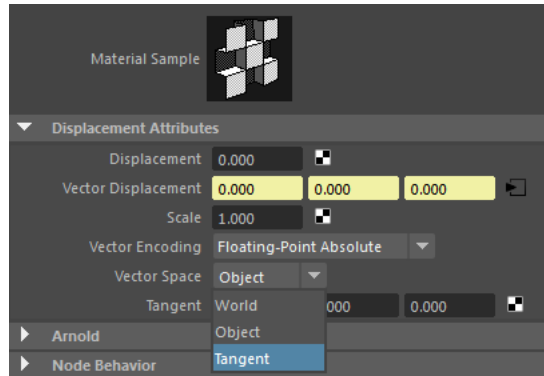 Material Sample
Displacement Attributes
Displacement 0.000
Vector Displacement 0.000 0.000 0.000
Scale 1.000
Vector Encoding Floating-Point Absolute
Vector Space Object
Tangent World 000 0.000
Arnold Object
Node Behavior Tangent